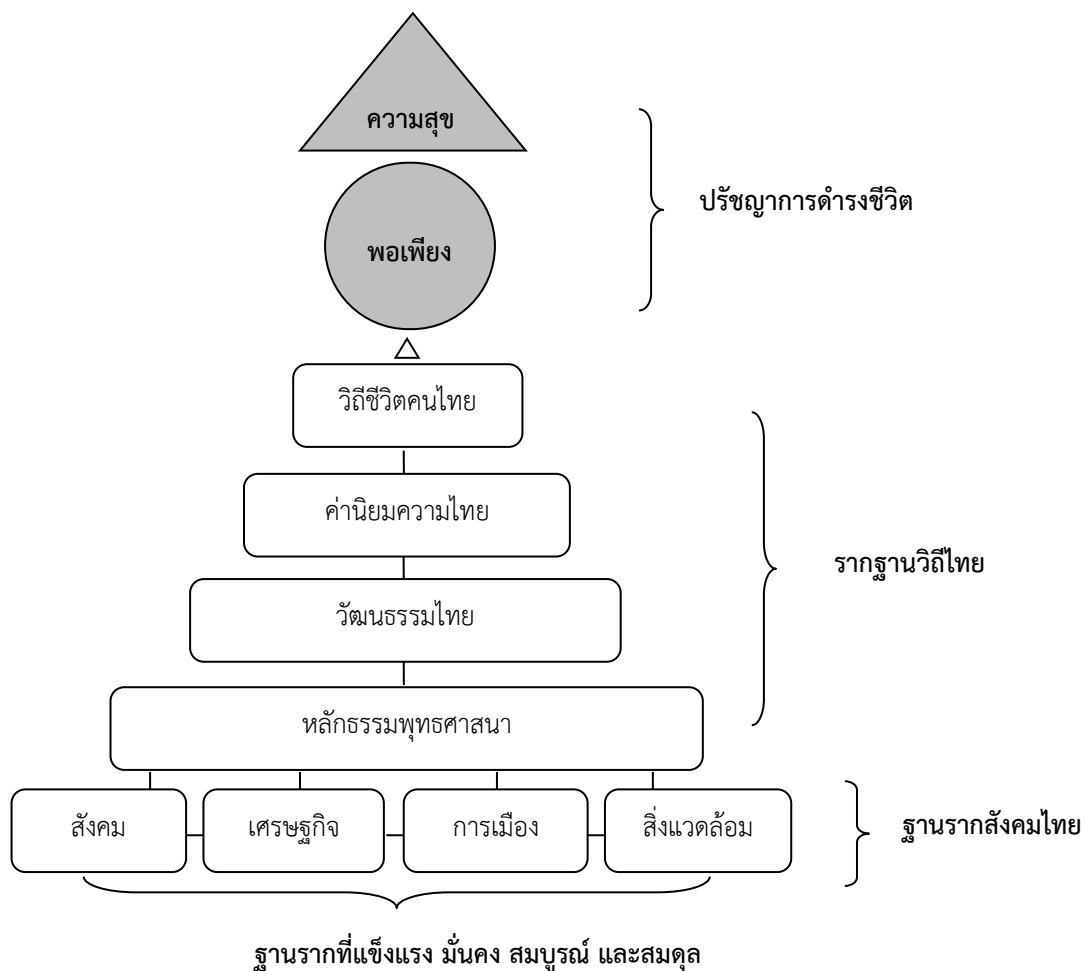 ความสุข
ปรัชญาการดำรงชีวิต
พอเพียง
วิถีชีวิตคนไทย
ค่านิยมความไทย
รากฐานวิถีไทย
วัฒนธรรมไทย
หลักธรรมพุทธศาสนา
สังคม
เศรษฐกิจ
การเมือง
สิ่งแวดล้อม
ฐานรากสังคมไทย
ฐานรากที่แข็งแรง มั่นคง สมบูรณ์ และสมดุล